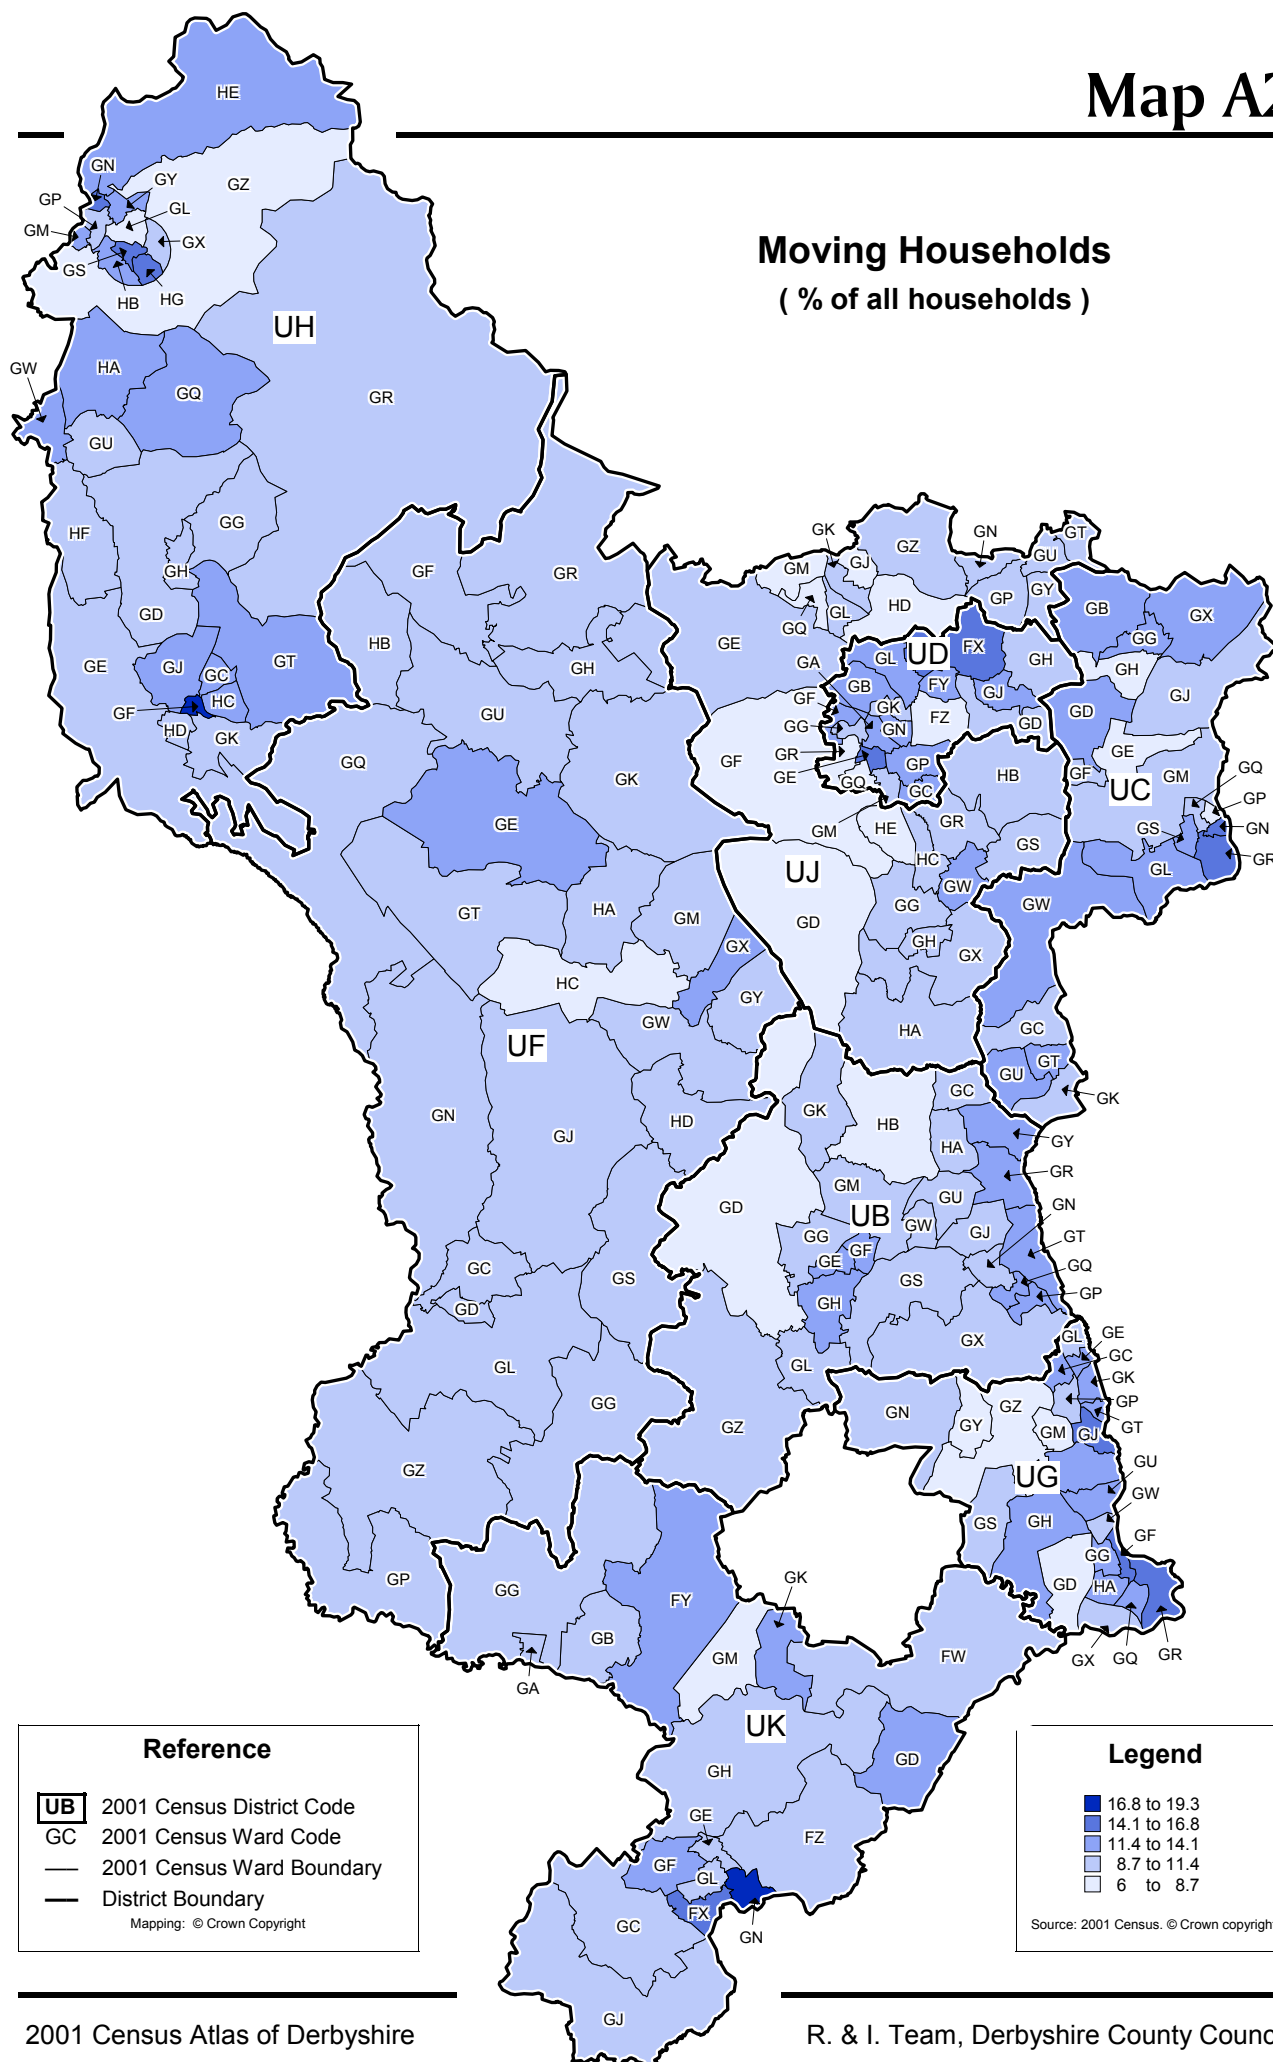 Map A2
Moving Households
( % of all households )
HE
GN
GY
GZ
GP
GL
GM
GX
GS
HB
HG
UH
GW
HA
GQ
GR
GU
HF
GG
GH
GD
GE
GJ
GC
GT
GF
HC
HD
GK
GF
GR
HB
GH
GU
GQ
GK
GE
GT
HA
GM
GX
HC
GY
GW
UF
GN
GJ
HD
GC
GS
GD
GL
GG
GZ
GP
GK
GZ
GN
GT
GM
GJ
GU
GL
HD
GP
GY
GQ
GE
GF
UJ
HB
GR
GS
HE
HC
GM
GW
GG
GD
GH
GX
HA
UD
FX
GL
GH
GA
GB
FY
GJ
GF
GK
GG
GN
FZ
GD
GR
GE
GP
GQ
GC
GB
GX
GG
GH
GJ
GD
GE
GF
GM
UC
GQ
GP
GS
GN
GR
GL
GW
GC
GT
GU
GK
GK
HB
GC
GY
HA
GR
GD
GM
GU
GN
UB
GW
GJ
GT
GG
GF
GE
GQ
GS
GP
GH
GX
GL
GZ
GL
GE
GC
GK
GP
GT
GN
GZ
GY
GM
GJ
UG
GU
GW
GS
GH
GF
GG
GD
HA
GX
GQ
GR
GG
GB
GA
FY
GM
GK
FW
UK
GD
GH
GE
FZ
GF
GL
FX
GN
GC
GJ
Reference
UB 2001 Census District Code
GC 2001 Census Ward Code
2001 Census Ward Boundary
District Boundary
Mapping: © Crown Copyright
Legend
16.8 to 19.3
14.1 to 16.8
11.4 to 14.1
8.7 to 11.4
6 to 8.7
Source: 2001 Census. © Crown copyright
2001 Census Atlas of Derbyshire
R. & I. Team, Derbyshire County Counc